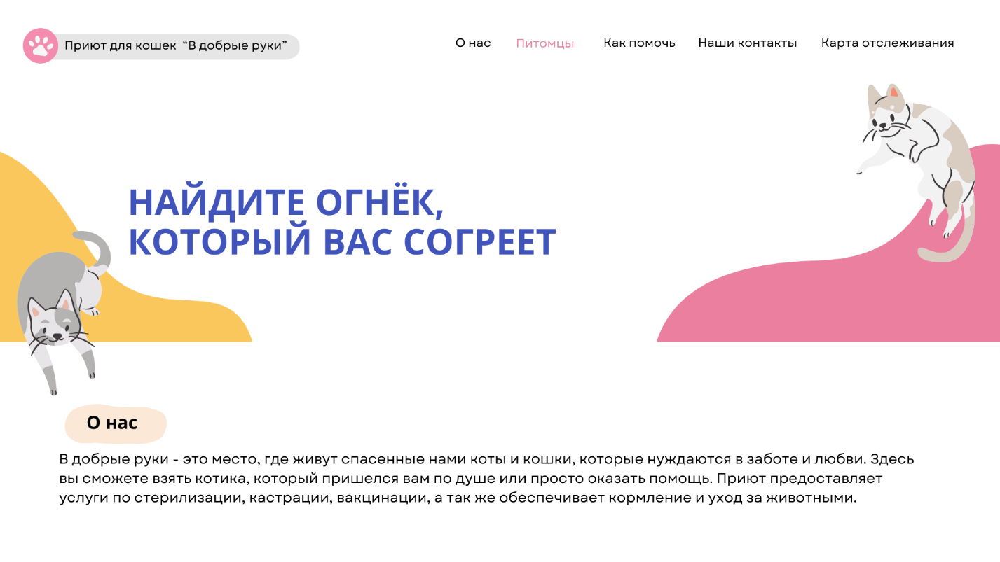 Приют для кошек “В добрые руки”
О нас
Питомцы
Как помочь
Наши контакты
Карта отслеживания
НАЙДИТЕ ОГНЁК,
КОТОРЫЙ ВАС СОГРЕЕТ
О нас
В добрые руки - это место, где живут спасенные нами коты и кошки, которые нуждаются в заботе и любви. Здесь
вы сможете взять котика, который пришелся вам по душе или просто оказать помощь. Приют предоставляет
услуги по стерилизации, кастрации, вакцинации, а так же обеспечивает кормление и уход за животными.